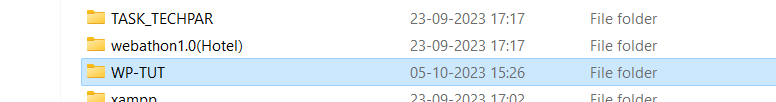 TASK_TECHPAR 23-09-2023 17:17 File folder
webathon1.0(Hotel) 23-09-2023 17:17 File folder
WP-TUT 05-10-2023 15:26 File folder
xampp 23-09-2023 17:02 File folder